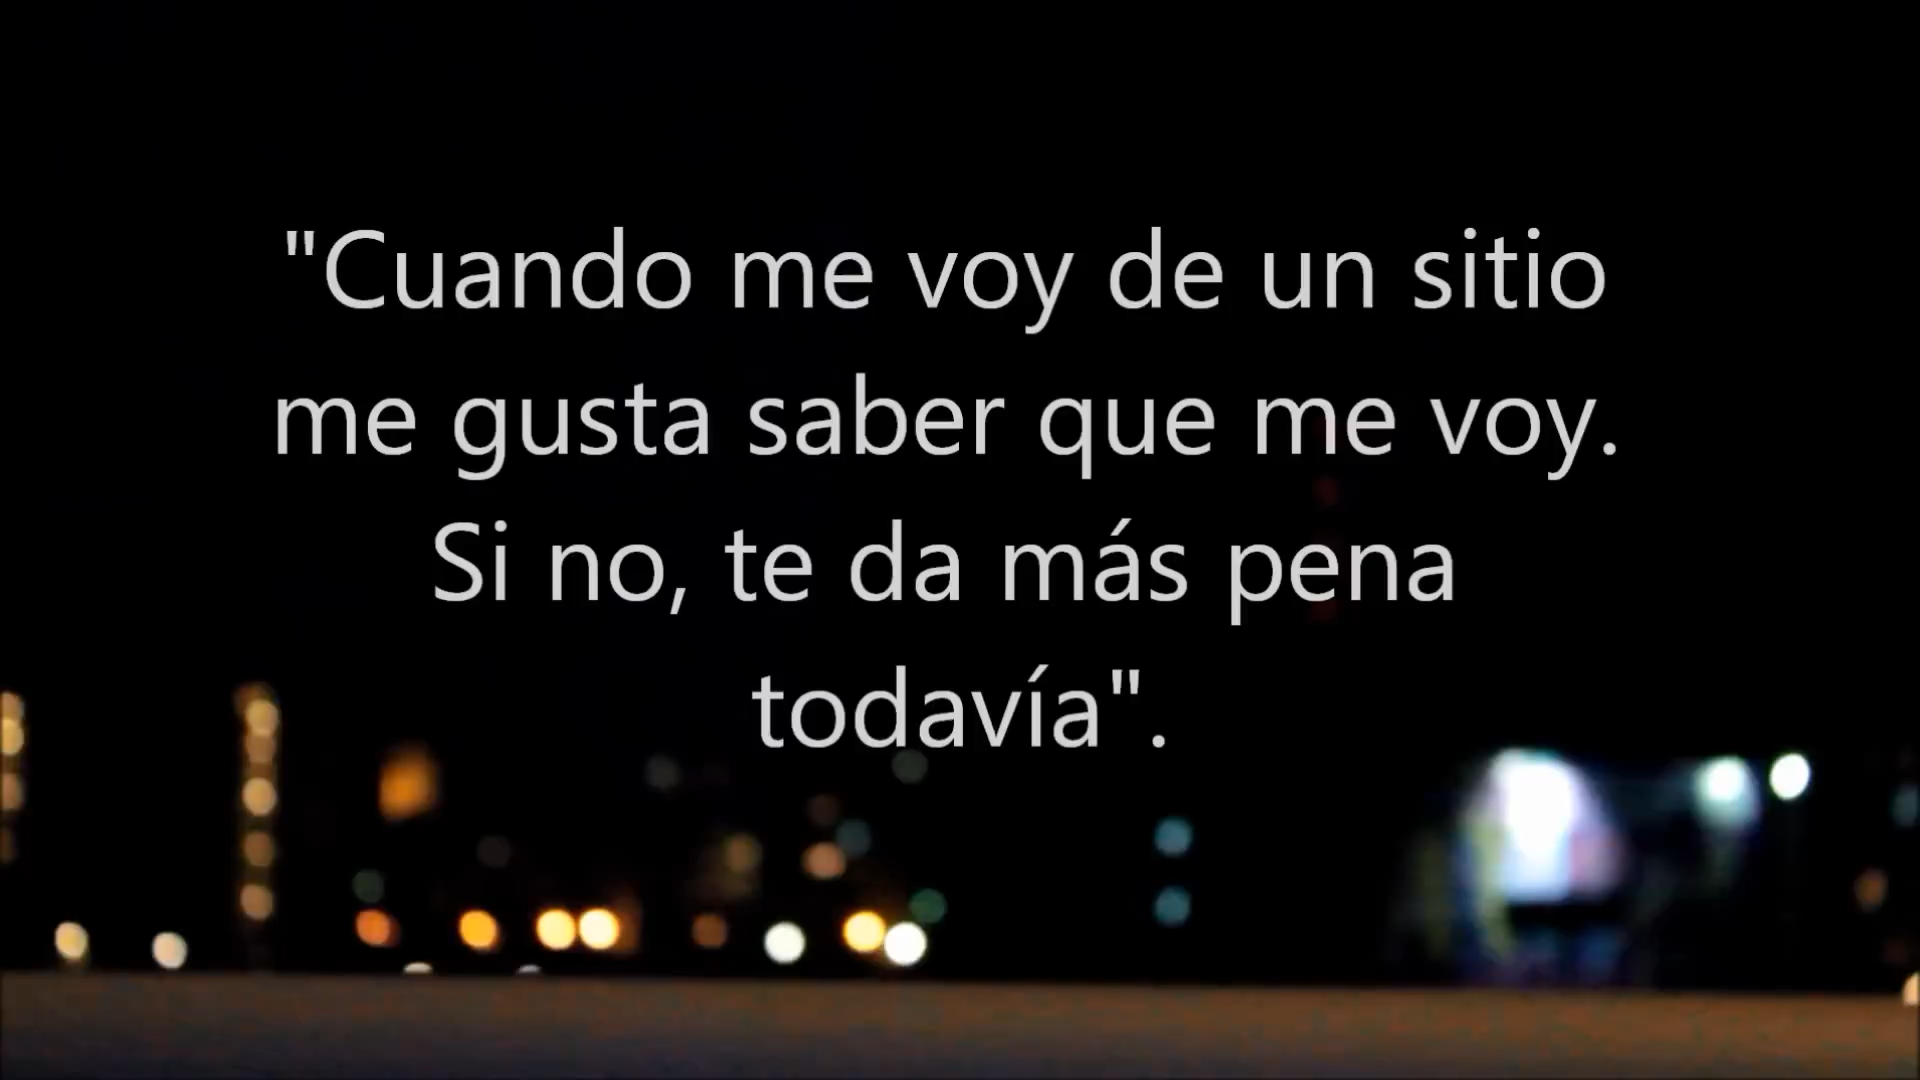 "Cuando me voy de un sitio
me gusta saber que me voy.
Si no, te da más pena
todavía".